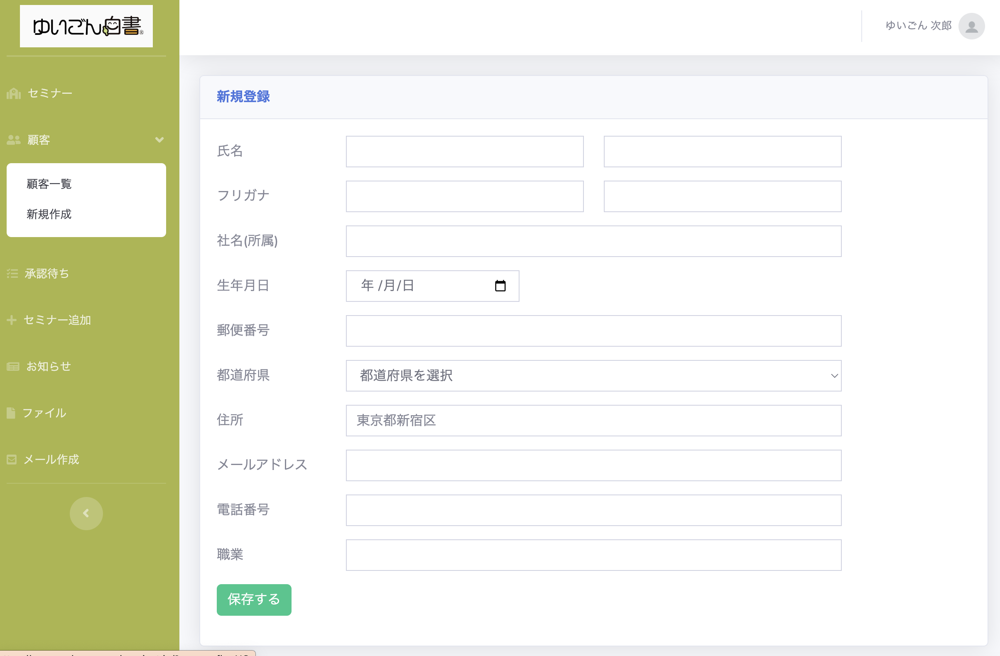 ゆいごん白書®
ゆいごん 次郎
セミナー
顧客
顧客一覧
新規作成
承認待ち
セミナー追加
お知らせ
ファイル
メール作成
新規登録
氏名
フリガナ
社名(所属)
生年月日
年 /月/日
郵便番号
都道府県
都道府県を選択
住所
東京都新宿区
メールアドレス
電話番号
職業
保存する